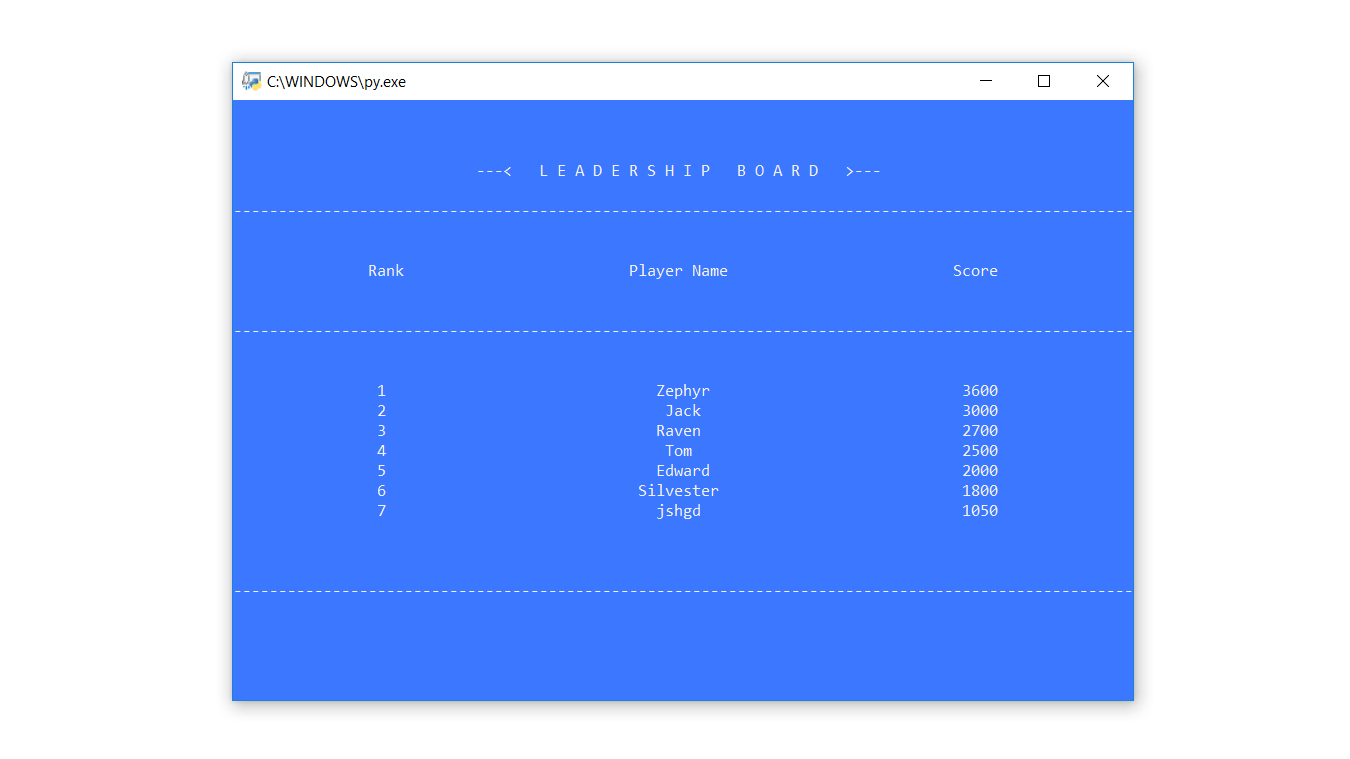 C:\WINDOWS\py.exe
---<   L E A D E R S H I P   B O A R D   >---
----------------------------------------------------------------------------------------------------
Rank Player Name Score
----------------------------------------------------------------------------------------------------
1 Zephyr 3600
2 Jack 3000
3 Raven 2700
4 Tom 2500
5 Edward 2000
6 Silvester 1800
7 jshgd 1050
----------------------------------------------------------------------------------------------------